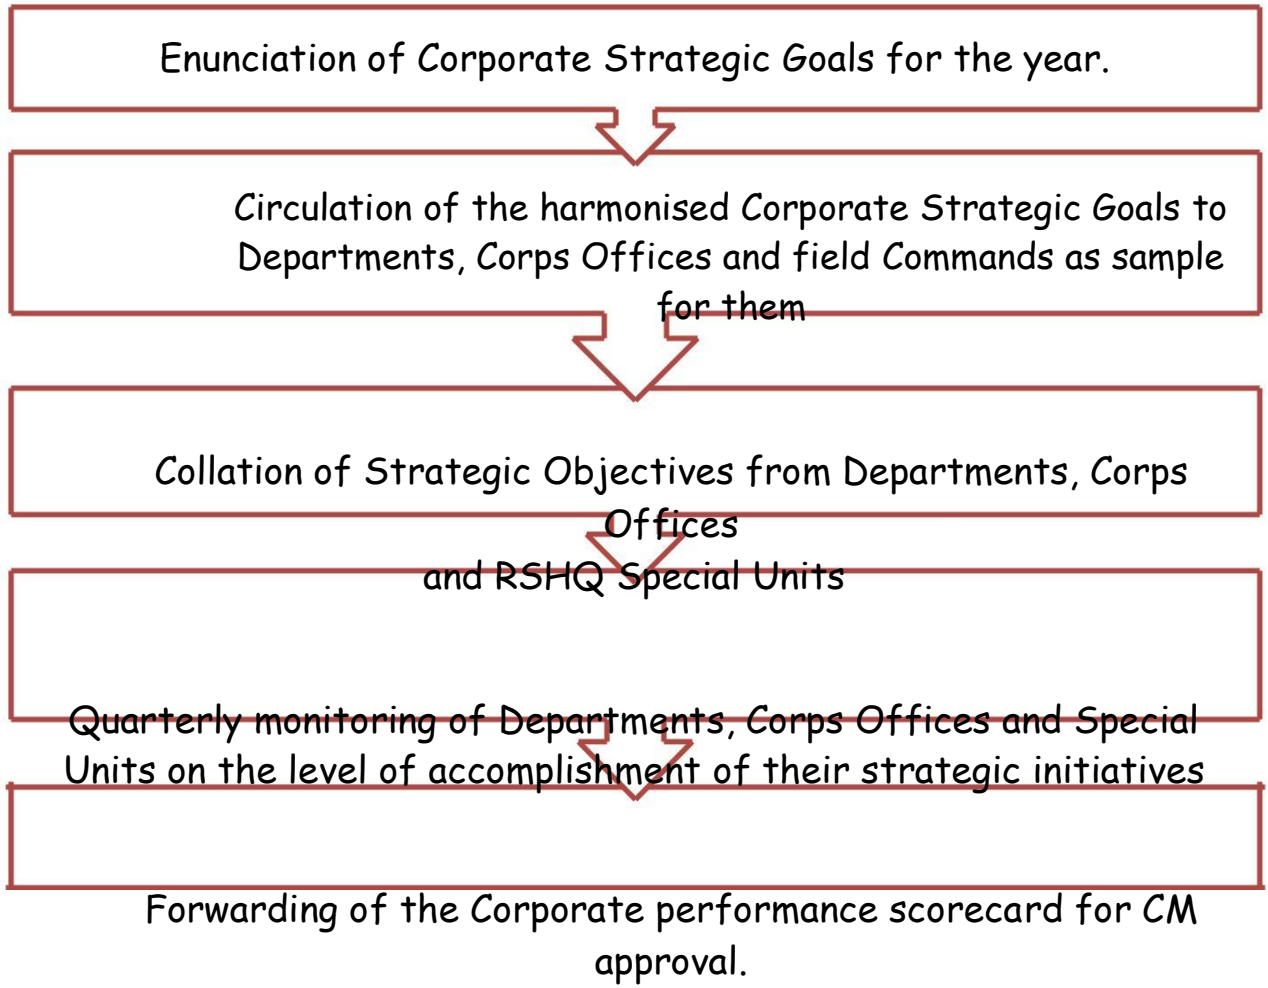 Enunciation of Corporate Strategic Goals for the year.
Circulation of the harmonised Corporate Strategic Goals to
Departments, Corps Offices and field Commands as sample
for them
Collation of Strategic Objectives from Departments, Corps
Offices
and RSHQ Special Units
Quarterly monitoring of Departments, Corps Offices and Special
Units on the level of accomplishment of their strategic initiatives
Forwarding of the Corporate performance scorecard for CM
approval.